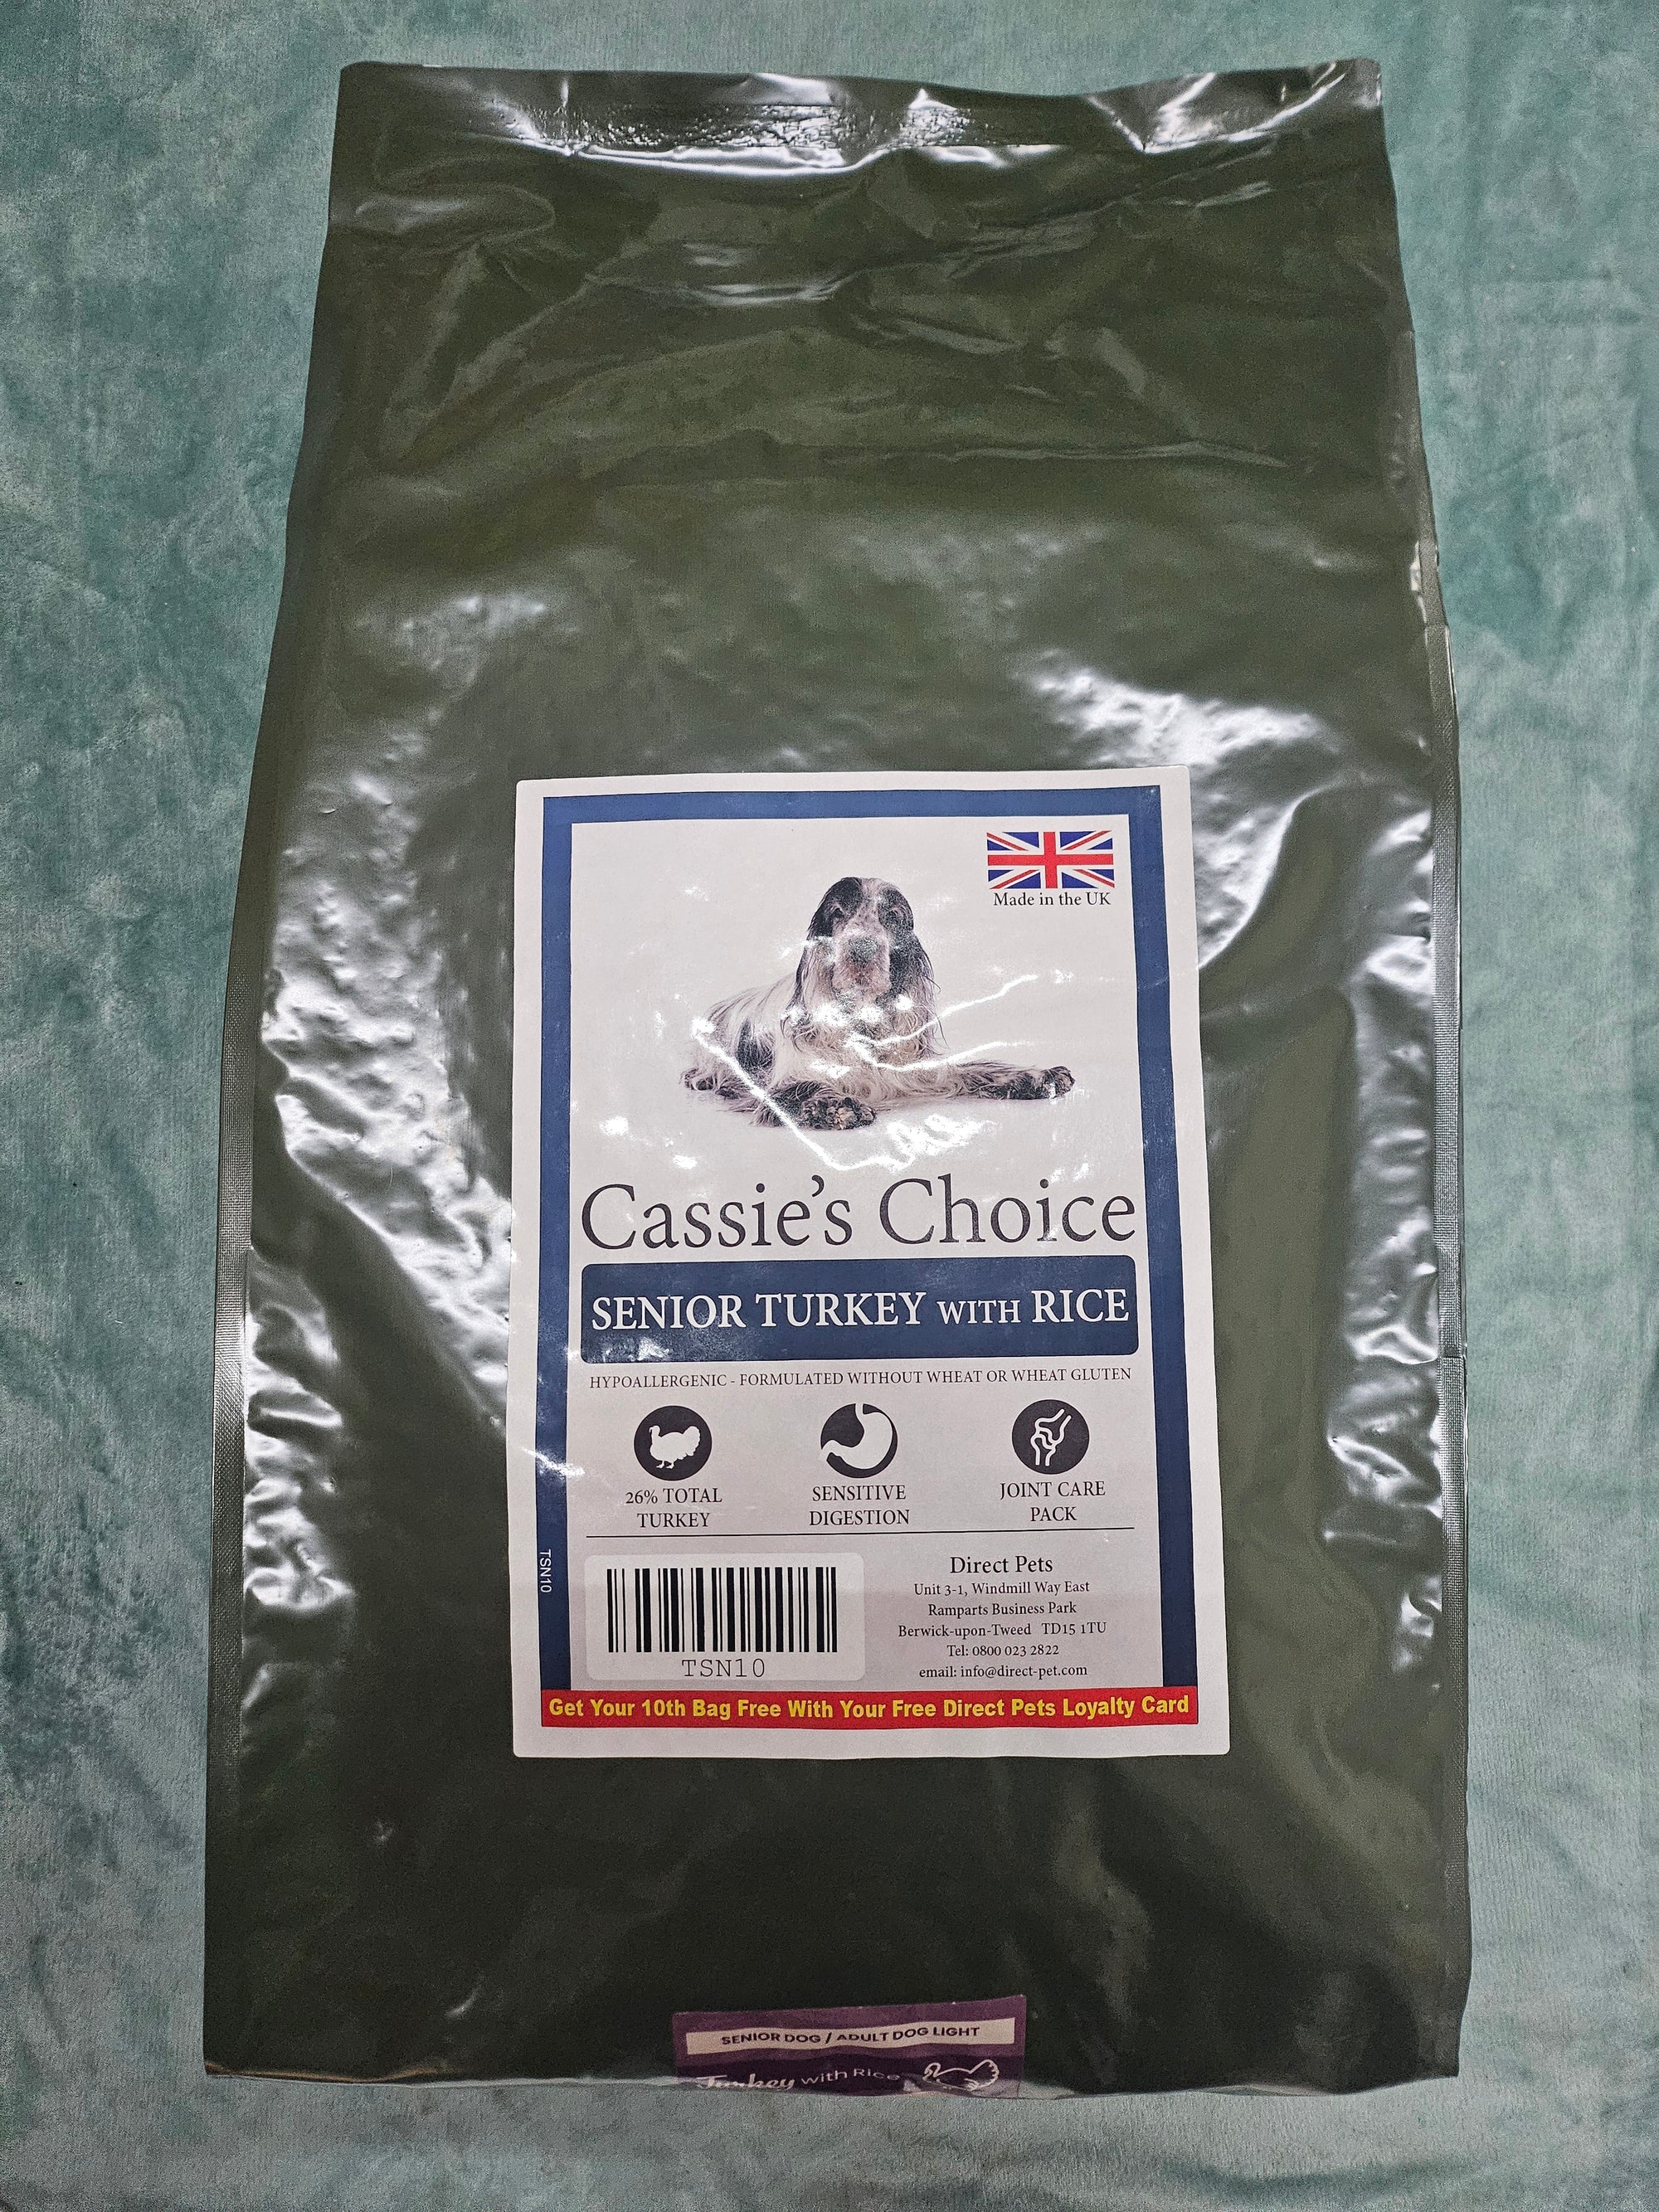 Made in the UK
Cassie's Choice
SENIOR TURKEY WITH RICE
HYPOALLERGENIC - FORMULATED WITHOUT WHEAT OR WHEAT GLUTEN
26% TOTAL
TURKEY
SENSITIVE
DIGESTION
JOINT CARE
PACK
TSN10
TSN10
Direct Pets
Unit 3-1, Windmill Way East
Ramparts Business Park
Berwick-upon-Tweed TD15 1TU
Tel: 0800 023 2822
email: info@direct-pet.com
Get Your 10th Bag Free With Your Free Direct Pets Loyalty Card
SENIOR DOG / ADULT DOG LIGHT
Turkey with Rice